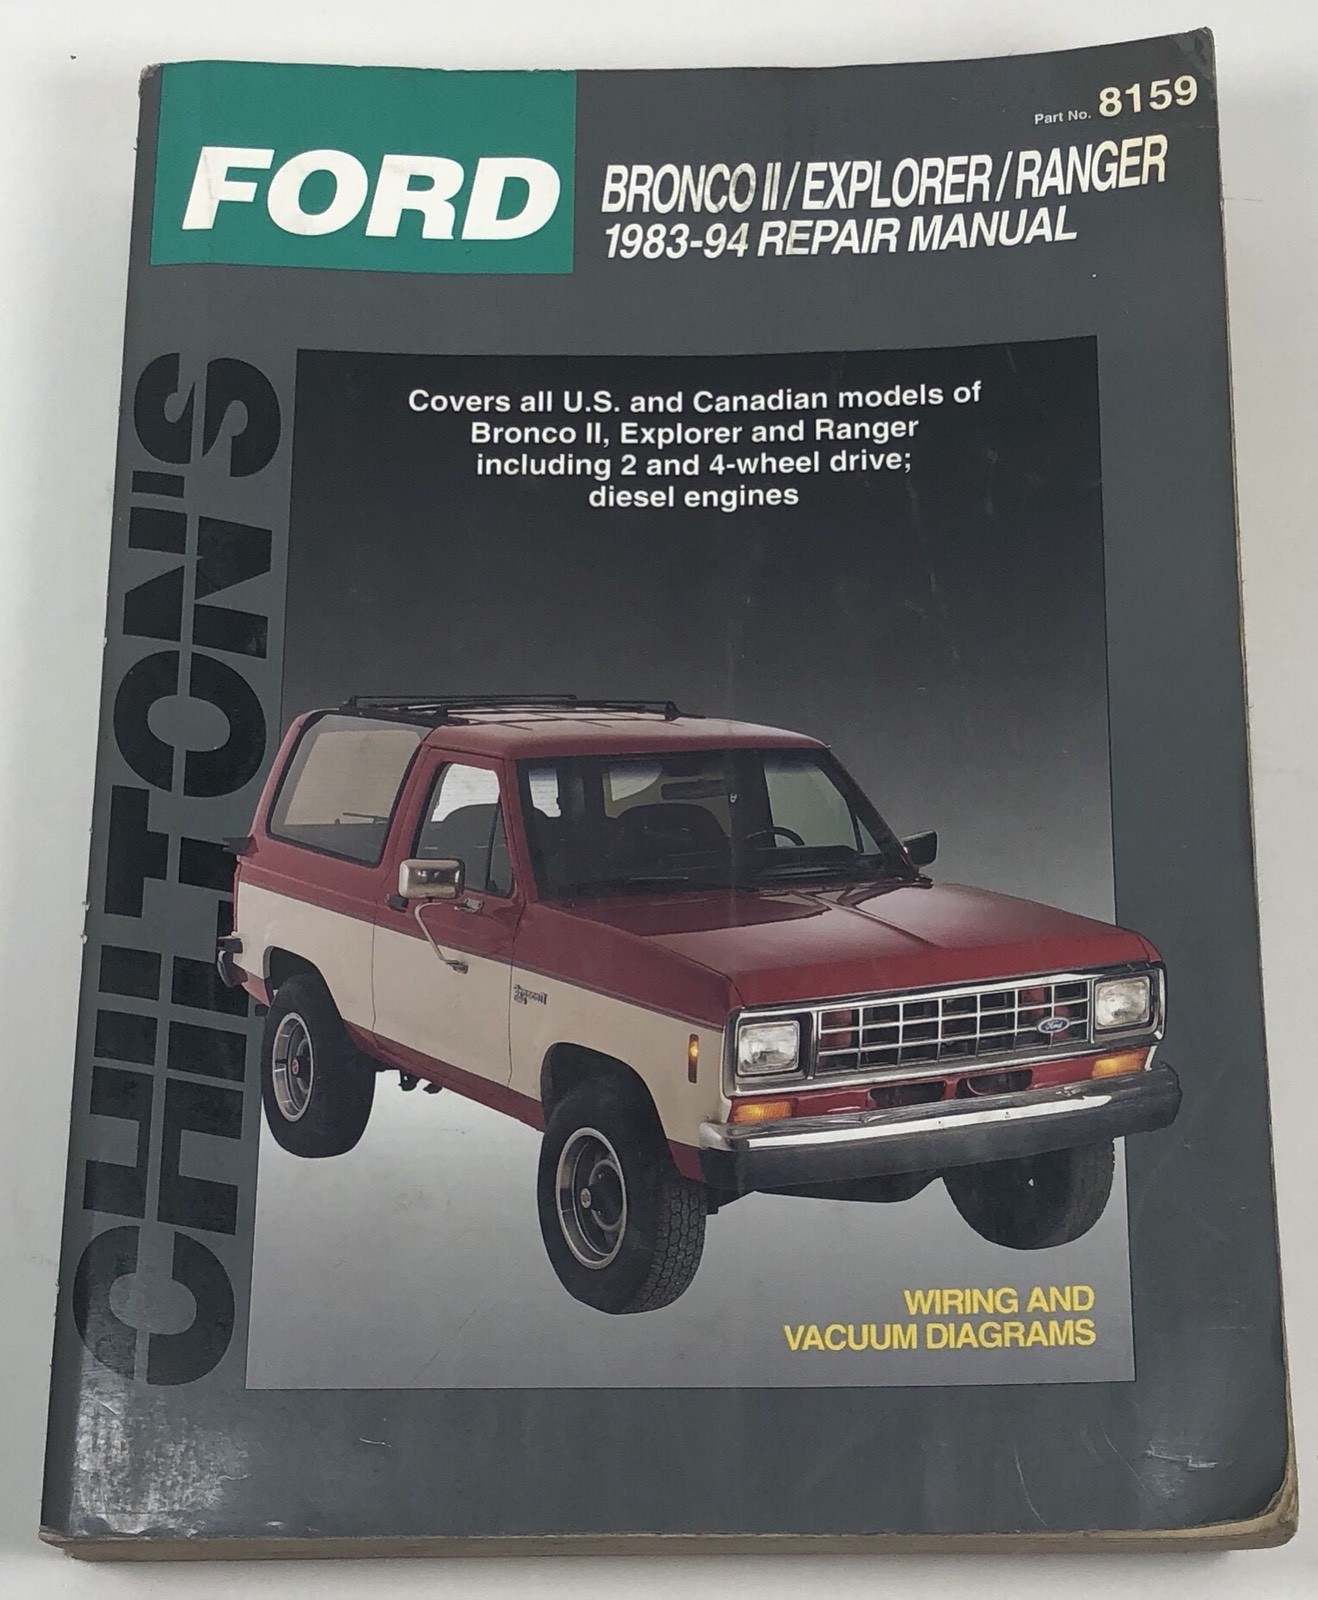 Part No. 8159
FORD
BRONCO II/EXPLORER/RANGER
1983-94 REPAIR MANUAL
CHILTON'S
Covers all U.S. and Canadian models of
Bronco II, Explorer and Ranger
including 2 and 4-wheel drive;
diesel engines
Ford
WIRING AND
VACUUM DIAGRAMS